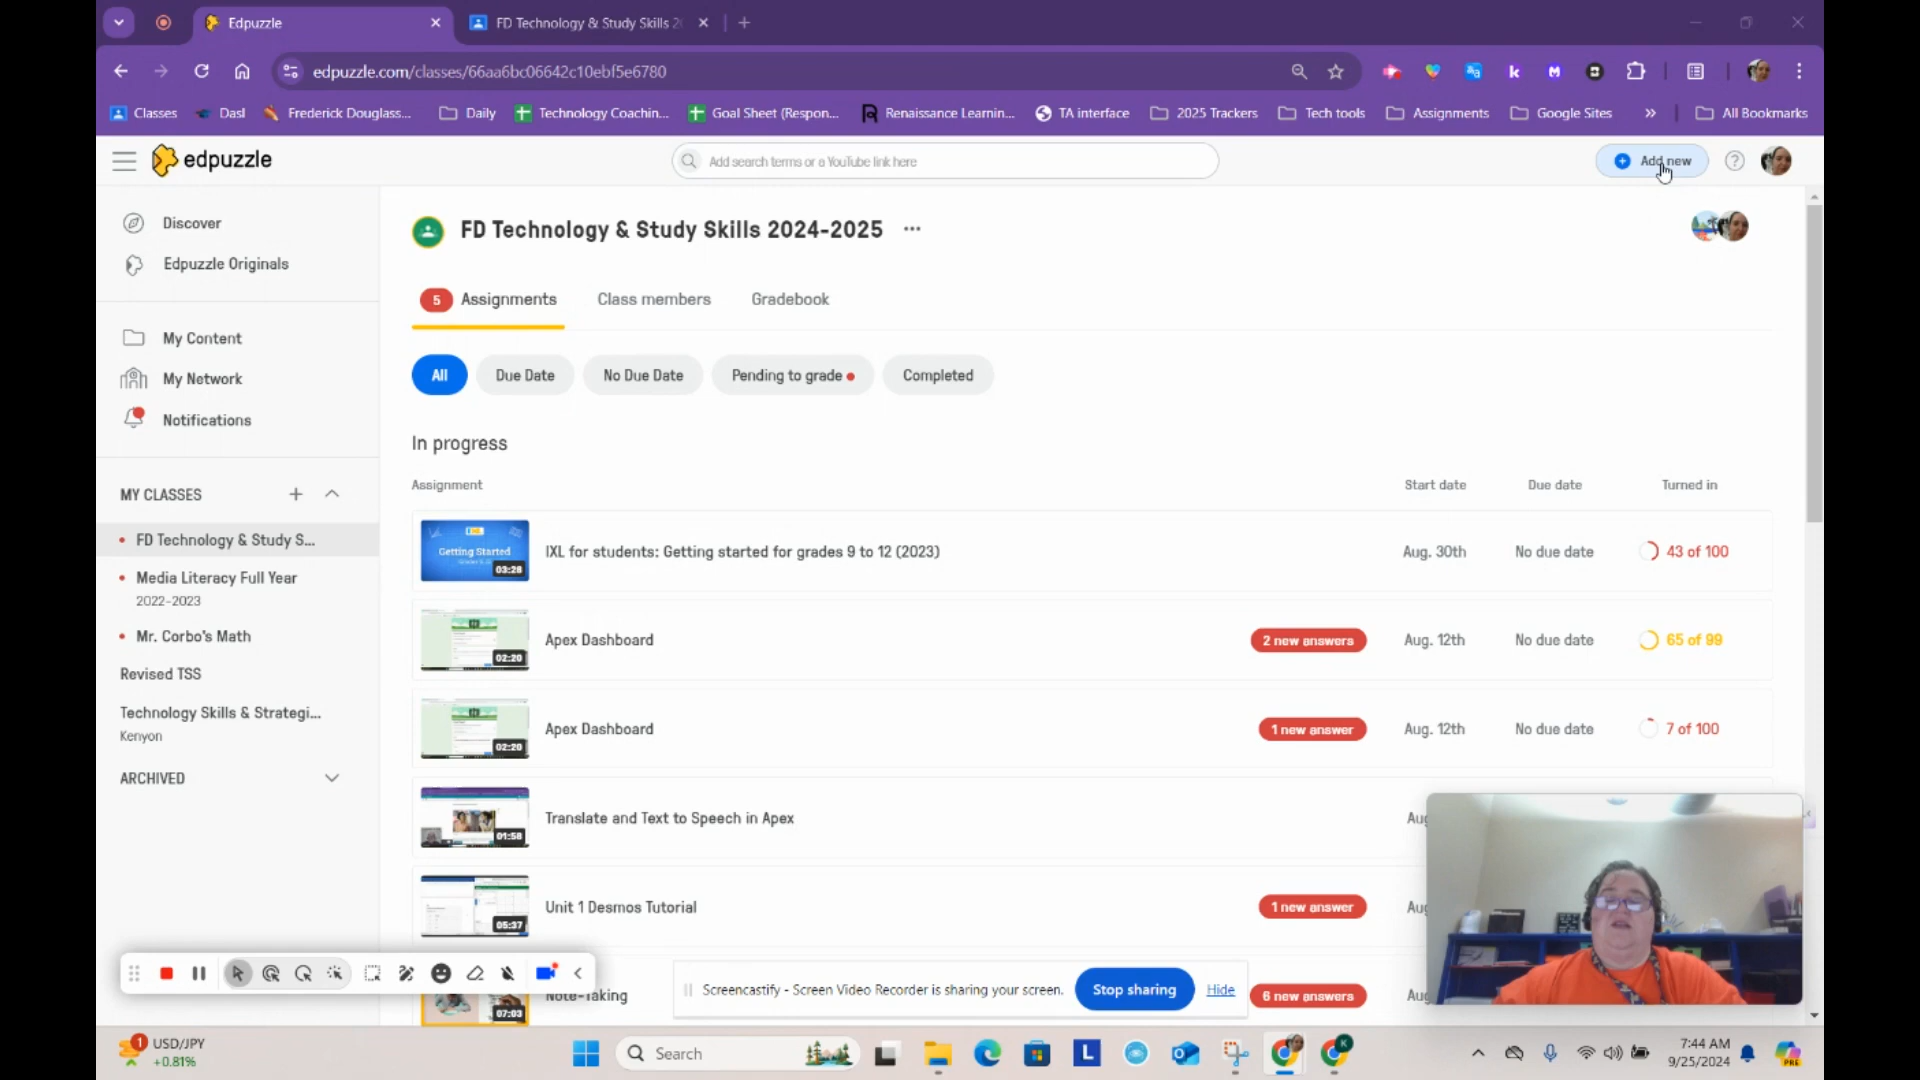 Edpuzzle
FD Technology & Study Skills 2
edpuzzle.com/classes/66aa6bc06642c10ebf5e6780
Classes
Dasl
Frederick Douglass...
Daily
Technology Coachin...
Goal Sheet (Respon...
Renaissance Learnin...
TA interface
2025 Trackers
Tech tools
Assignments
Google Sites
All Bookmarks
edpuzzle
Add search terms or a YouTube link here
Add new
Discover
Edpuzzle Originals
My Content
My Network
Notifications
MY CLASSES
FD Technology & Study S...
Media Literacy Full Year
2022-2023
Mr. Corbo's Math
Revised TSS
Technology Skills & Strategi...
Kenyon
ARCHIVED
FD Technology & Study Skills 2024-2025
5 Assignments
Class members
Gradebook
All
Due Date
No Due Date
Pending to grade
Completed
In progress
Assignment
Start date
Due date
Turned in
Getting Started
03:28
IXL for students: Getting started for grades 9 to 12 (2023)
Aug. 30th
No due date
43 of 100
02:20
Apex Dashboard
2 new answers
Aug. 12th
No due date
65 of 99
02:20
Apex Dashboard
1 new answer
Aug. 12th
No due date
7 of 100
01:58
Translate and Text to Speech in Apex
Aug
05:37
Unit 1 Desmos Tutorial
1 new answer
Aug
07:03
Note-Taking
6 new answers
Aug
Screencastify - Screen Video Recorder is sharing your screen.
Stop sharing
Hide
1
USD/JPY
+0.81%
Search
L
K
PRE
7:44 AM
9/25/2024